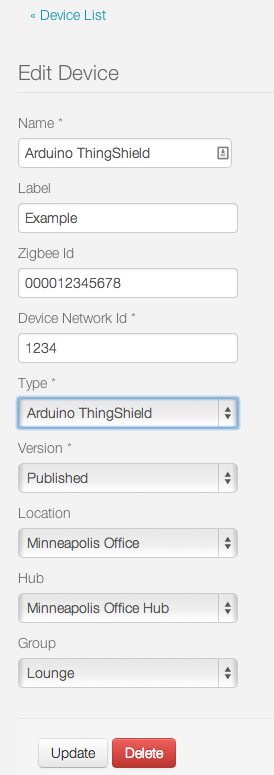 « Device List
Edit Device
Name *
Arduino ThingShield
Label
Example
Zigbee Id
000012345678
Device Network Id *
1234
Type *
Arduino ThingShield
Version *
Published
Location
Minneapolis Office
Hub
Minneapolis Office Hub
Group
Lounge
Update Delete